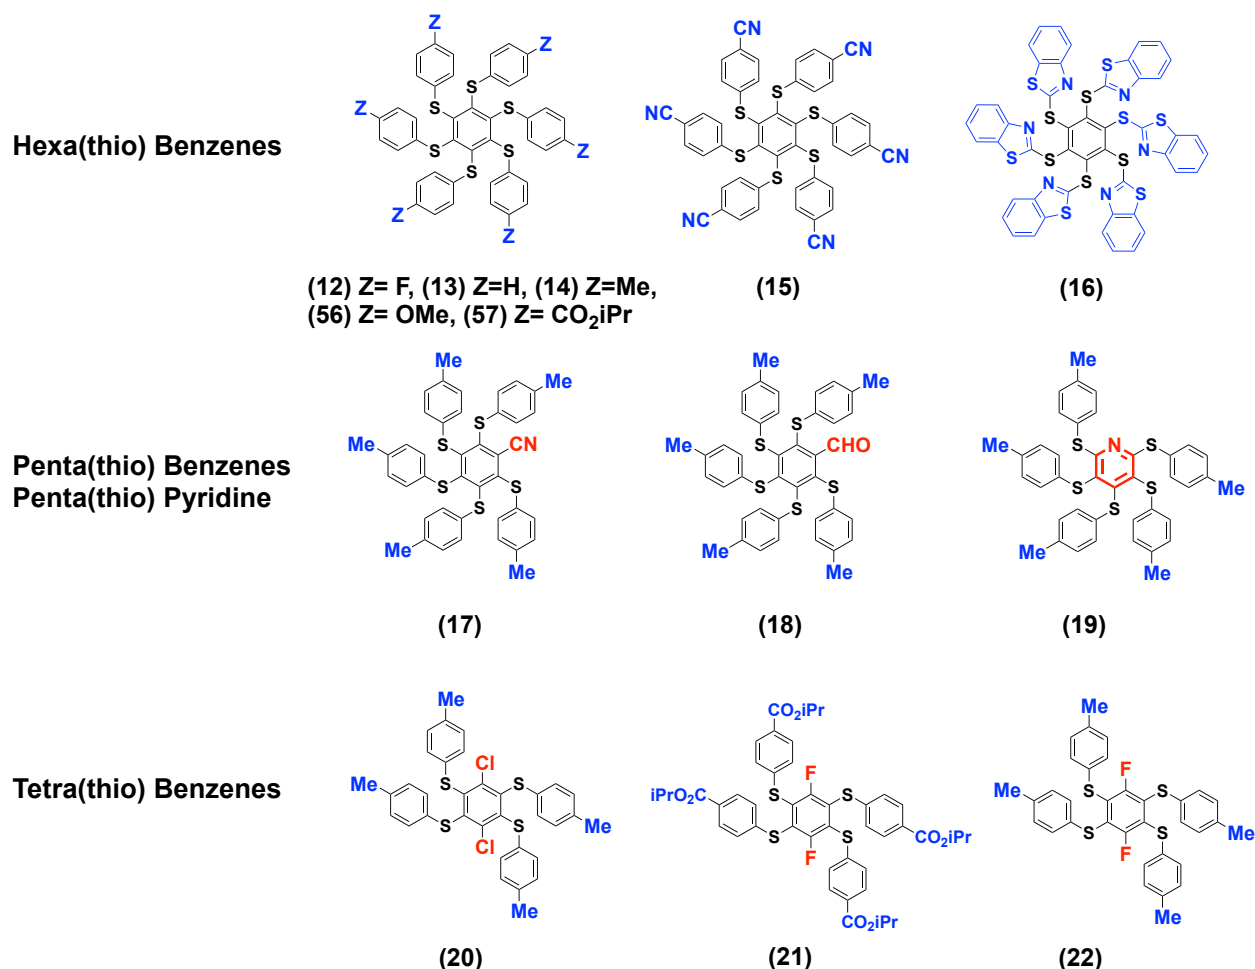 Hexa(thio) Benzenes
Z
Z
Z
Z
Z
Z
S
S
S
S
S
S
(12) Z= F, (13) Z=H, (14) Z=Me,
(56) Z= OMe, (57) Z= CO2iPr
CN
CN
NC
CN
NC
CN
S
S
S
S
S
S
(15)
S
N
S
N
S
S
N
S
S
S
N
S
S
S
S
N
S
N
S
(16)
Penta(thio) Benzenes
Penta(thio) Pyridine
Me
Me
Me
CN
Me
Me
S
S
S
S
S
(17)
Me
Me
Me
CHO
Me
Me
S
S
S
S
S
(18)
Me
Me
N
Me
Me
Me
S
S
S
S
S
(19)
Tetra(thio) Benzenes
Me
Me
Cl
S
S
S
S
Cl
Me
Me
(20)
CO2iPr
iPrO2C
F
S
S
S
S
F
CO2iPr
CO2iPr
(21)
Me
Me
F
S
S
S
S
F
Me
Me
(22)